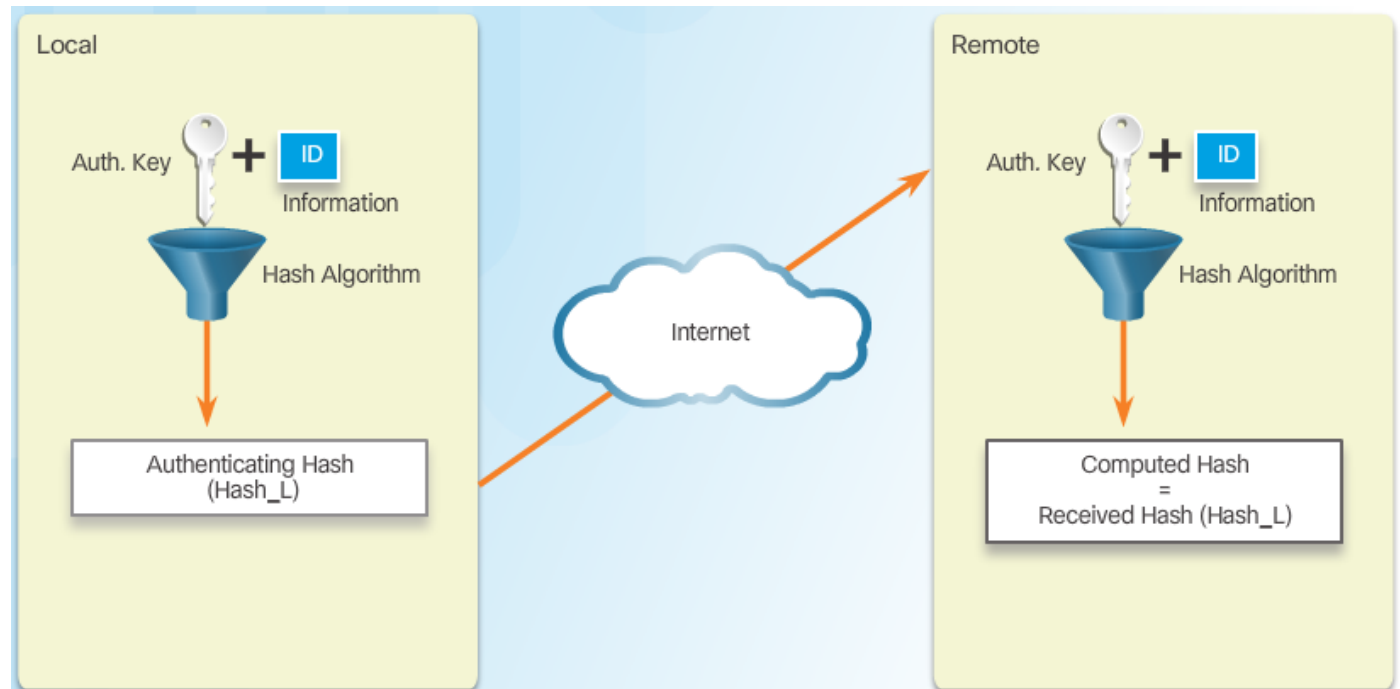 Local
Auth. Key
ID
Information
Hash Algorithm
Authenticating Hash
(Hash_L)
Internet
Remote
Auth. Key
ID
Information
Hash Algorithm
Computed Hash
=
Received Hash (Hash_L)